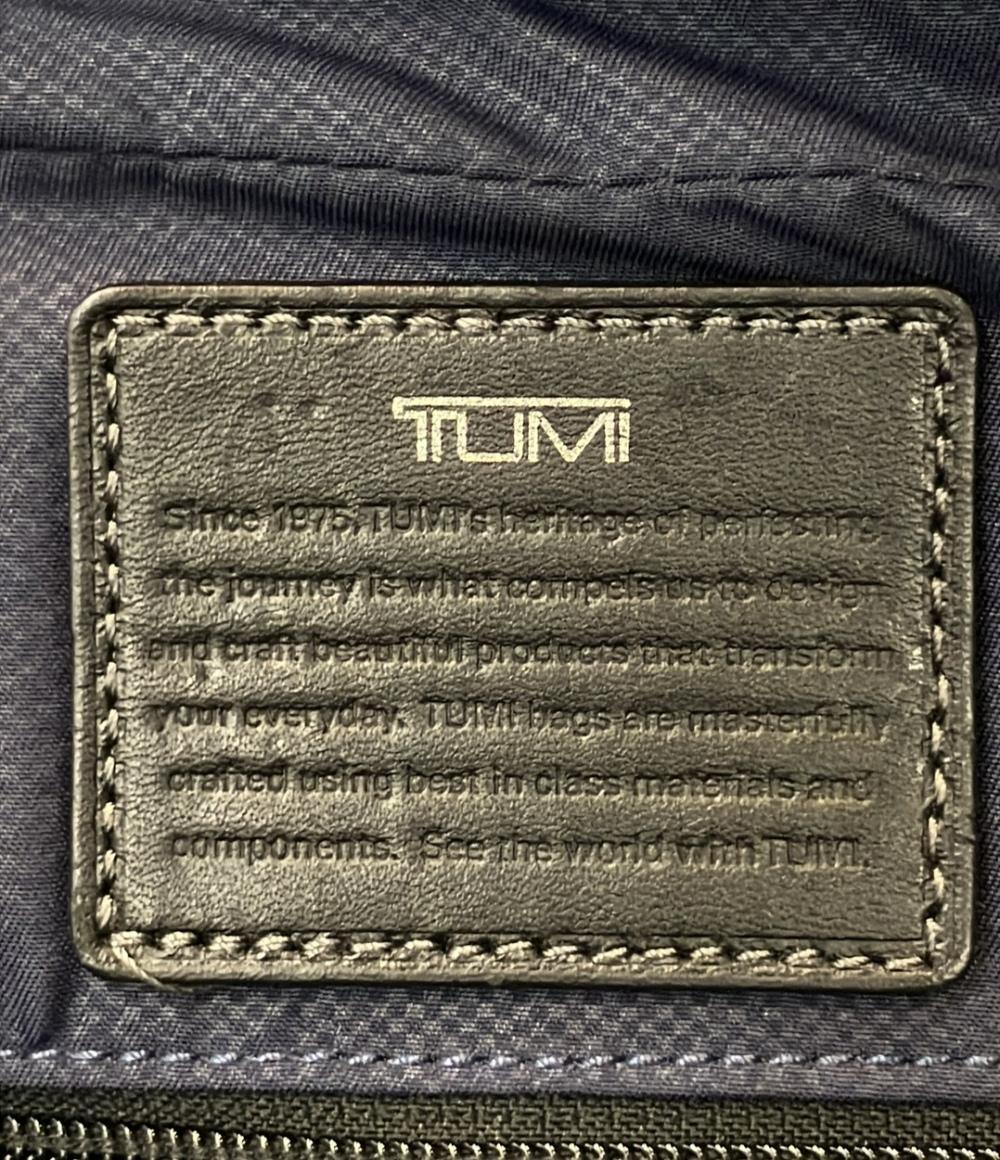 TUMI
Since 1975, TUMI's heritage of perfecting
the journey is what compels us to design
and craft beautiful products that transform
your everyday. TUMI bags are masterfully
crafted using best in class materials and
components. See the world with TUMI.